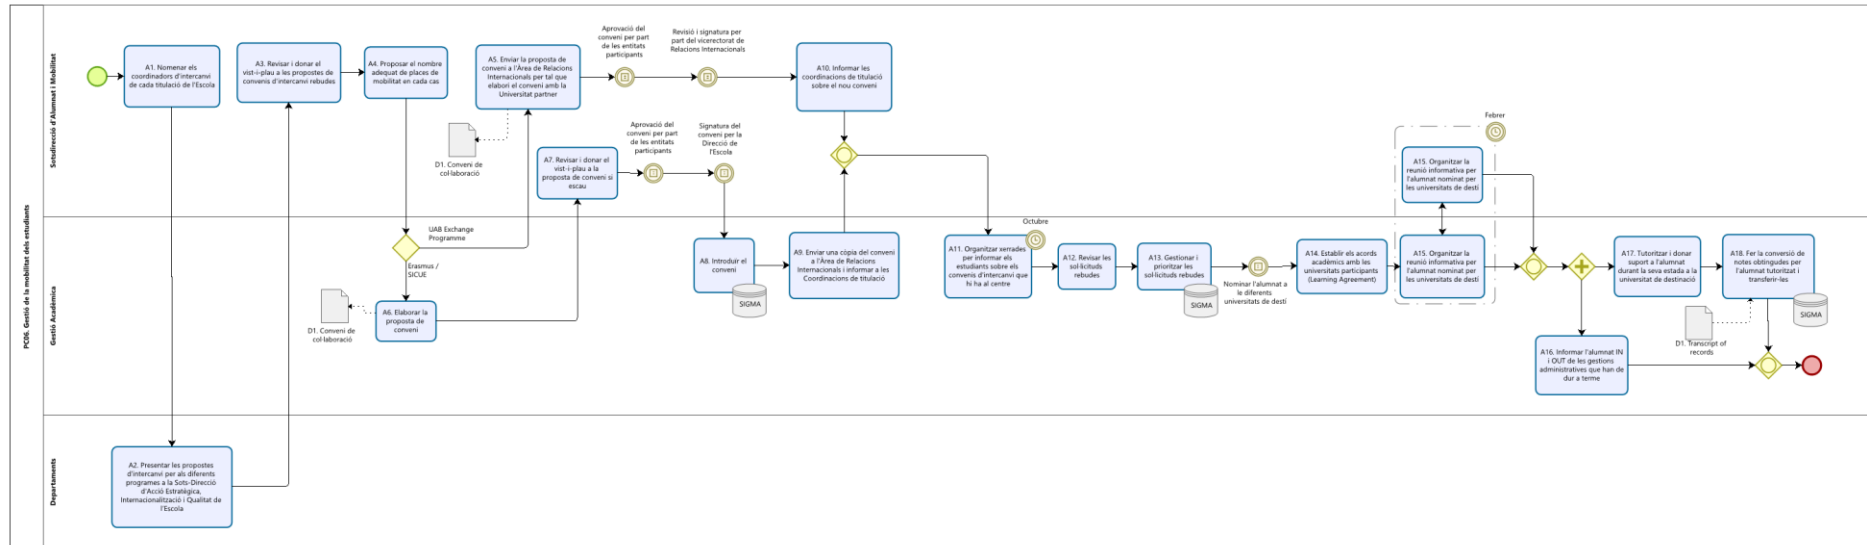 PC06. Gestió de la mobilitat dels estudiants
Sotsdirecció d'Alumnat i Mobilitat
A1. Nomenar els
coordinadors d'intercanvi
de cada titulació de l'Escola
A3. Revisar i donar el
vist-i-plau a les propostes de
convenis d'intercanvi rebudes
A4. Proposar el nombre
adequat de places de
mobilitat en cada cas
A5. Enviar la proposta de
conveni a l'Àrea de Relacions
Internacionals per tal que
elabori el conveni amb la
Universitat partner
D1. Conveni de
col·laboració
Aprovació del
conveni per part
de les entitats
participants
Revisió i signatura per
part del vicerectorat de
Relacions Internacionals
A10. Informar les
coordinacions de titulació
sobre el nou conveni
A7. Revisar i donar el
vist-i-plau a la
proposta de conveni si
escau
Aprovació del
conveni per part
de les entitats
participants
Signatura del
conveni per la
Direcció de
l'Escola
Febrer
A15. Organitzar la
reunió informativa per
l'alumnat nominat per
les universitats de destí
Gestió Acadèmica
UAB Exchange
Programme
Erasmus /
SICUE
D1. Conveni de
col·laboració
A6. Elaborar la
proposta de
conveni
A8. Introduir el
conveni
SIGMA
A9. Enviar una còpia del conveni
a l'Àrea de Relacions
Internacionals i informar a les
Coordinacions de titulació
Octubre
A11. Organitzar xerrades
per informar els
estudiants sobre els
convenis d'intercanvi que
hi ha al centre
A12. Revisar les
sol·licituds
rebudes
A13. Gestionar i
prioritzar les
sol·licituds rebudes
SIGMA
Nominar l'alumnat a
le diferents
universitats de destí
A14. Establir els acords
acadèmics amb les
universitats participants
(Learning Agreement)
A15. Organitzar la
reunió informativa per
l'alumnat nominat per
les universitats de destí
A17. Tutoritzar i donar
suport a l'alumnat
durant la seva estada a la
universitat de destinació
A18. Fer la conversió de
notes obtingudes per
l'alumnat tutoritzat i
transferir-les
SIGMA
D1. Transcript of
records
A16. Informar l'alumnat IN
i OUT de les gestions
administratives que han de
dur a terme
Departaments
A2. Presentar les propostes
d'intercanvi per als diferents
programes a la Sots-Direcció
d'Acció Estratègica,
Internacionalització i Qualitat de
l'Escola